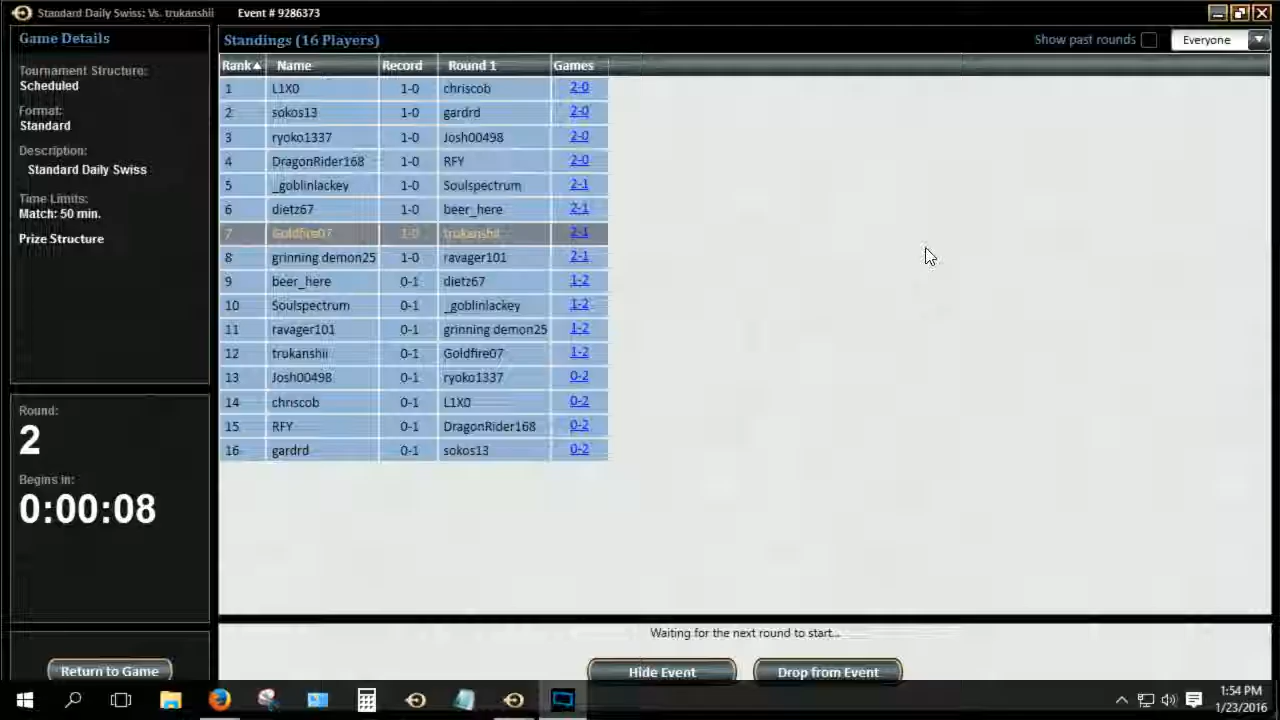 Standard Daily Swiss: Vs. trukanshii Event # 9286373
Game Details
Tournament Structure:
Scheduled
Format:
Standard
Description:
Standard Daily Swiss
Time Limits:
Match: 50 min.
Prize Structure
Round:
2
Begins in:
0:00:08
Return to Game
Standings (16 Players) Show past rounds Everyone
Rank Name Record Round 1 Games
1 L1X0 1-0 chriscob 2-0
2 sokos13 1-0 gardrd 2-0
3 ryoko1337 1-0 Josh00498 2-0
4 DragonRider168 1-0 RFY 2-0
5 _goblinlackey 1-0 Soulspectrum 2-1
6 dietz67 1-0 beer_here 2-1
7 Goldfire07 1-0 trukanshii 2-1
8 grinning demon25 1-0 ravager101 2-1
9 beer_here 0-1 dietz67 1-2
10 Soulspectrum 0-1 _goblinlackey 1-2
11 ravager101 0-1 grinning demon25 1-2
12 trukanshii 0-1 Goldfire07 1-2
13 Josh00498 0-1 ryoko1337 0-2
14 chriscob 0-1 L1X0 0-2
15 RFY 0-1 DragonRider168 0-2
16 gardrd 0-1 sokos13 0-2
Waiting for the next round to start...
Hide Event Drop from Event
1:54 PM
1/23/2016